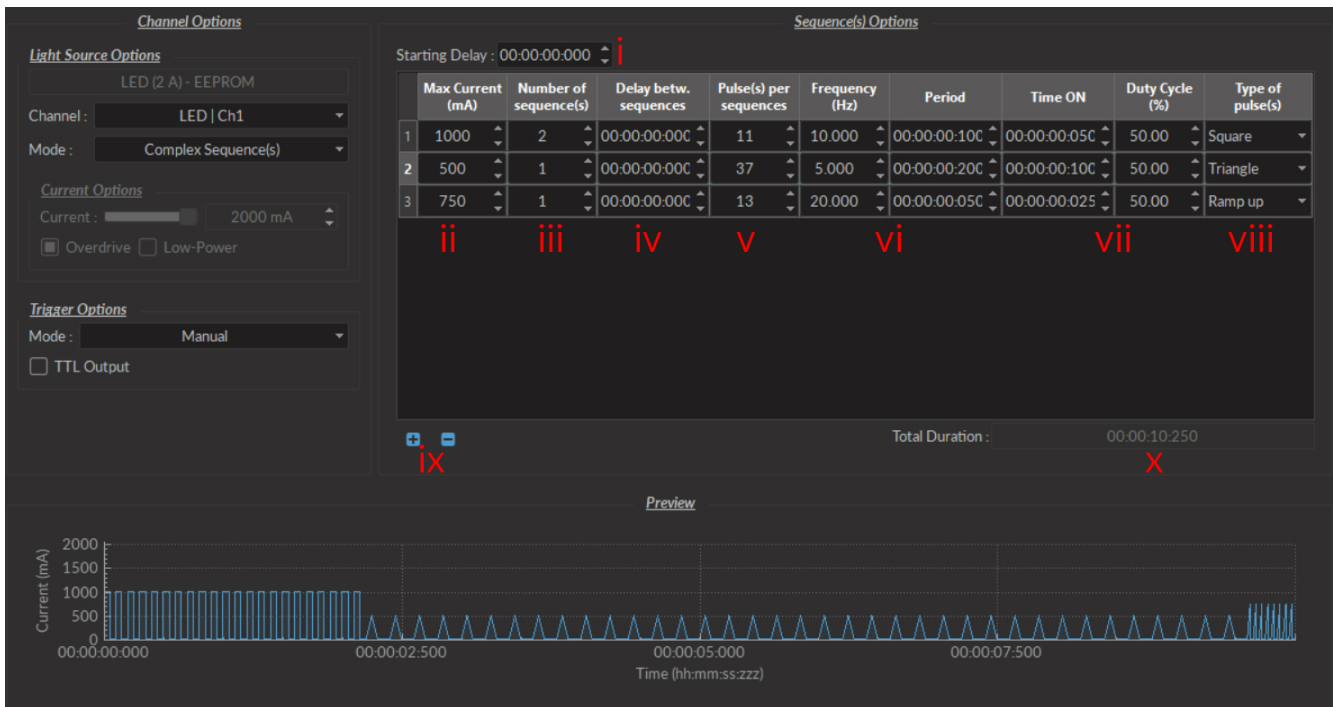 Channel Options
Light Source Options
LED (2 A) - EEPROM
Channel : LED | Ch1
Mode : Complex Sequence(s)
Current Options
Current : 2000 mA
Overdrive Low-Power
Trigger Options
Mode : Manual
TTL Output
Sequence(s) Options
Starting Delay : 00:00:00:000 i
Max Current (mA) Number of sequence(s) Delay betw. sequences Pulse(s) per sequences Frequency (Hz) Period Time ON Duty Cycle (%) Type of pulse(s)
1 1000 2 00:00:00:000 11 10.000 00:00:00:100 00:00:00:050 50.00 Square
2 500 1 00:00:00:000 37 5.000 00:00:00:200 00:00:00:100 50.00 Triangle
3 750 1 00:00:00:000 13 20.000 00:00:00:050 00:00:00:025 50.00 Ramp up
ii iii iv v vi vii viii
ix
Total Duration : 00:00:10:250
x
Preview
Current (mA)
2000
1500
1000
500
0
00:00:00:000 00:00:02:500 00:00:05:000 00:00:07:500
Time (hh:mm:ss:zzz)